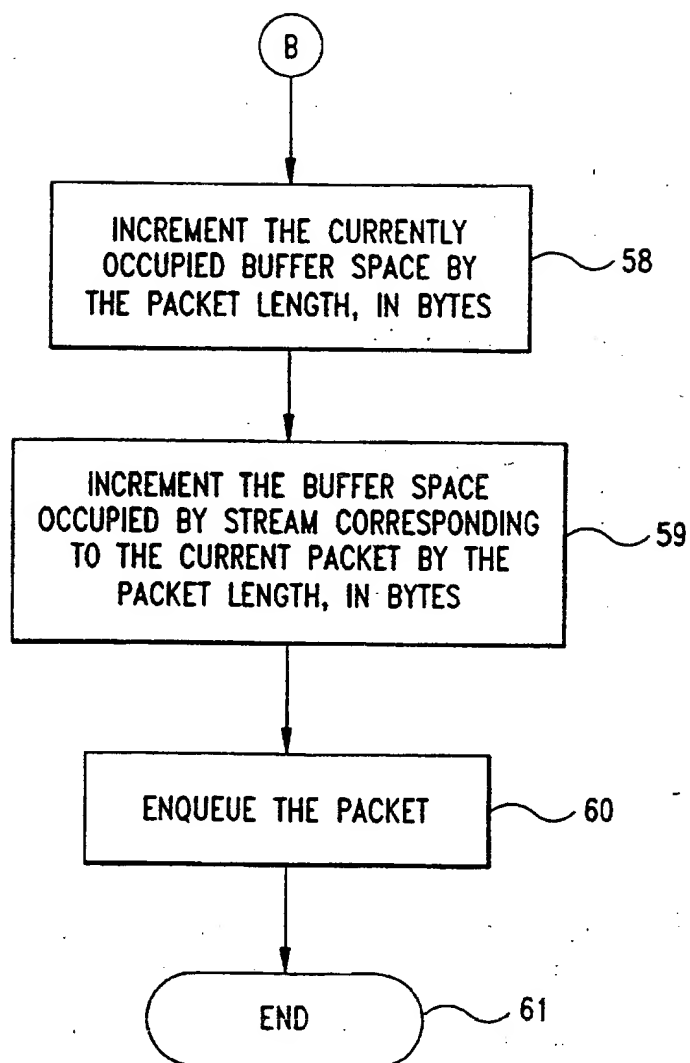 B
INCREMENT THE CURRENTLY
OCCUPIED BUFFER SPACE BY
THE PACKET LENGTH, IN BYTES
58
INCREMENT THE BUFFER SPACE
OCCUPIED BY STREAM CORRESPONDING
TO THE CURRENT PACKET BY THE
PACKET LENGTH, IN BYTES
59
ENQUEUE THE PACKET
60
END
61